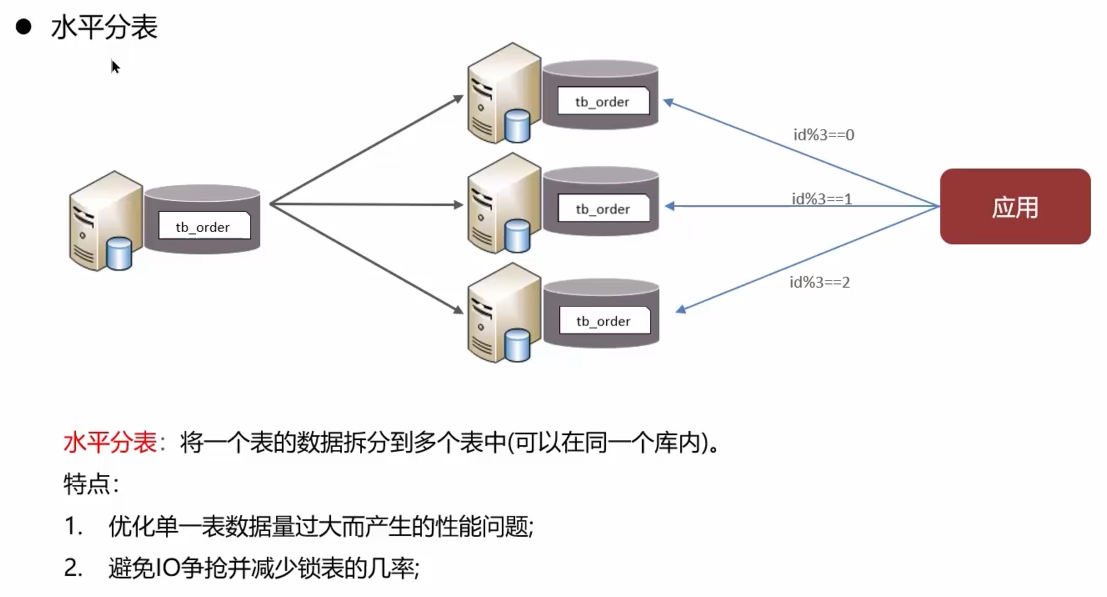 ● 水平分表
tb_order
id%3==0
tb_order
id%3==1
应用
tb_order
tb_order
id%3==2
水平分表：将一个表的数据拆分到多个表中(可以在同一个库内)。
特点：
1. 优化单一表数据量过大而产生的性能问题;
2. 避免IO争抢并减少锁表的几率;